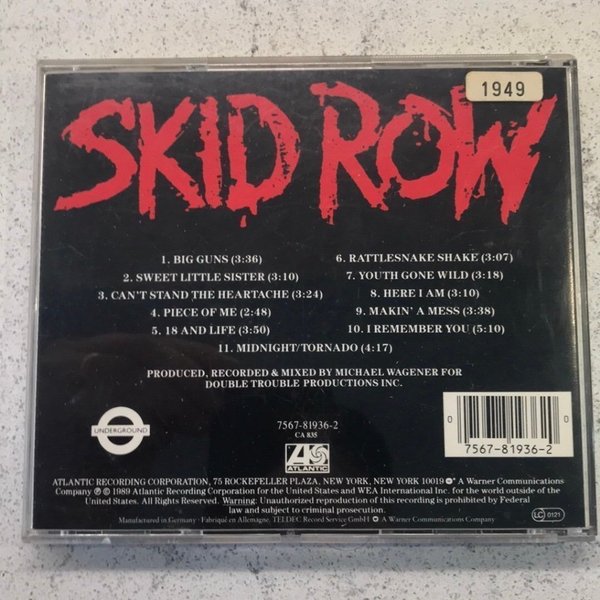 1949
SKID ROW
1. BIG GUNS (3:36)
2. SWEET LITTLE SISTER (3:10)
3. CAN'T STAND THE HEARTACHE (3:24)
4. PIECE OF ME (2:48)
5. 18 AND LIFE (3:50)
6. RATTLESNAKE SHAKE (3:07)
7. YOUTH GONE WILD (3:18)
8. HERE I AM (3:10)
9. MAKIN' A MESS (3:38)
10. I REMEMBER YOU (5:10)
11. MIDNIGHT/TORNADO (4:17)
PRODUCED, RECORDED & MIXED BY MICHAEL WAGENER FOR
DOUBLE TROUBLE PRODUCTIONS INC.
UNDERGROUND
7567-81936-2
CA 835
ATLANTIC
0 0
7567-81936-2
ATLANTIC RECORDING CORPORATION, 75 ROCKEFELLER PLAZA, NEW YORK, NEW YORK 10019 A Warner Communications
Company ℗ © 1989 Atlantic Recording Corporation for the United States and WEA International Inc. for the world outside of the
United States. All Rights Reserved. Warning: Unauthorized reproduction of this recording is prohibited by Federal
law and subject to criminal prosecution.
Manufactured in Germany · Fabriqué en Allemagne, TELDEC Record Service GmbH A Warner Communications Company
LC 0121